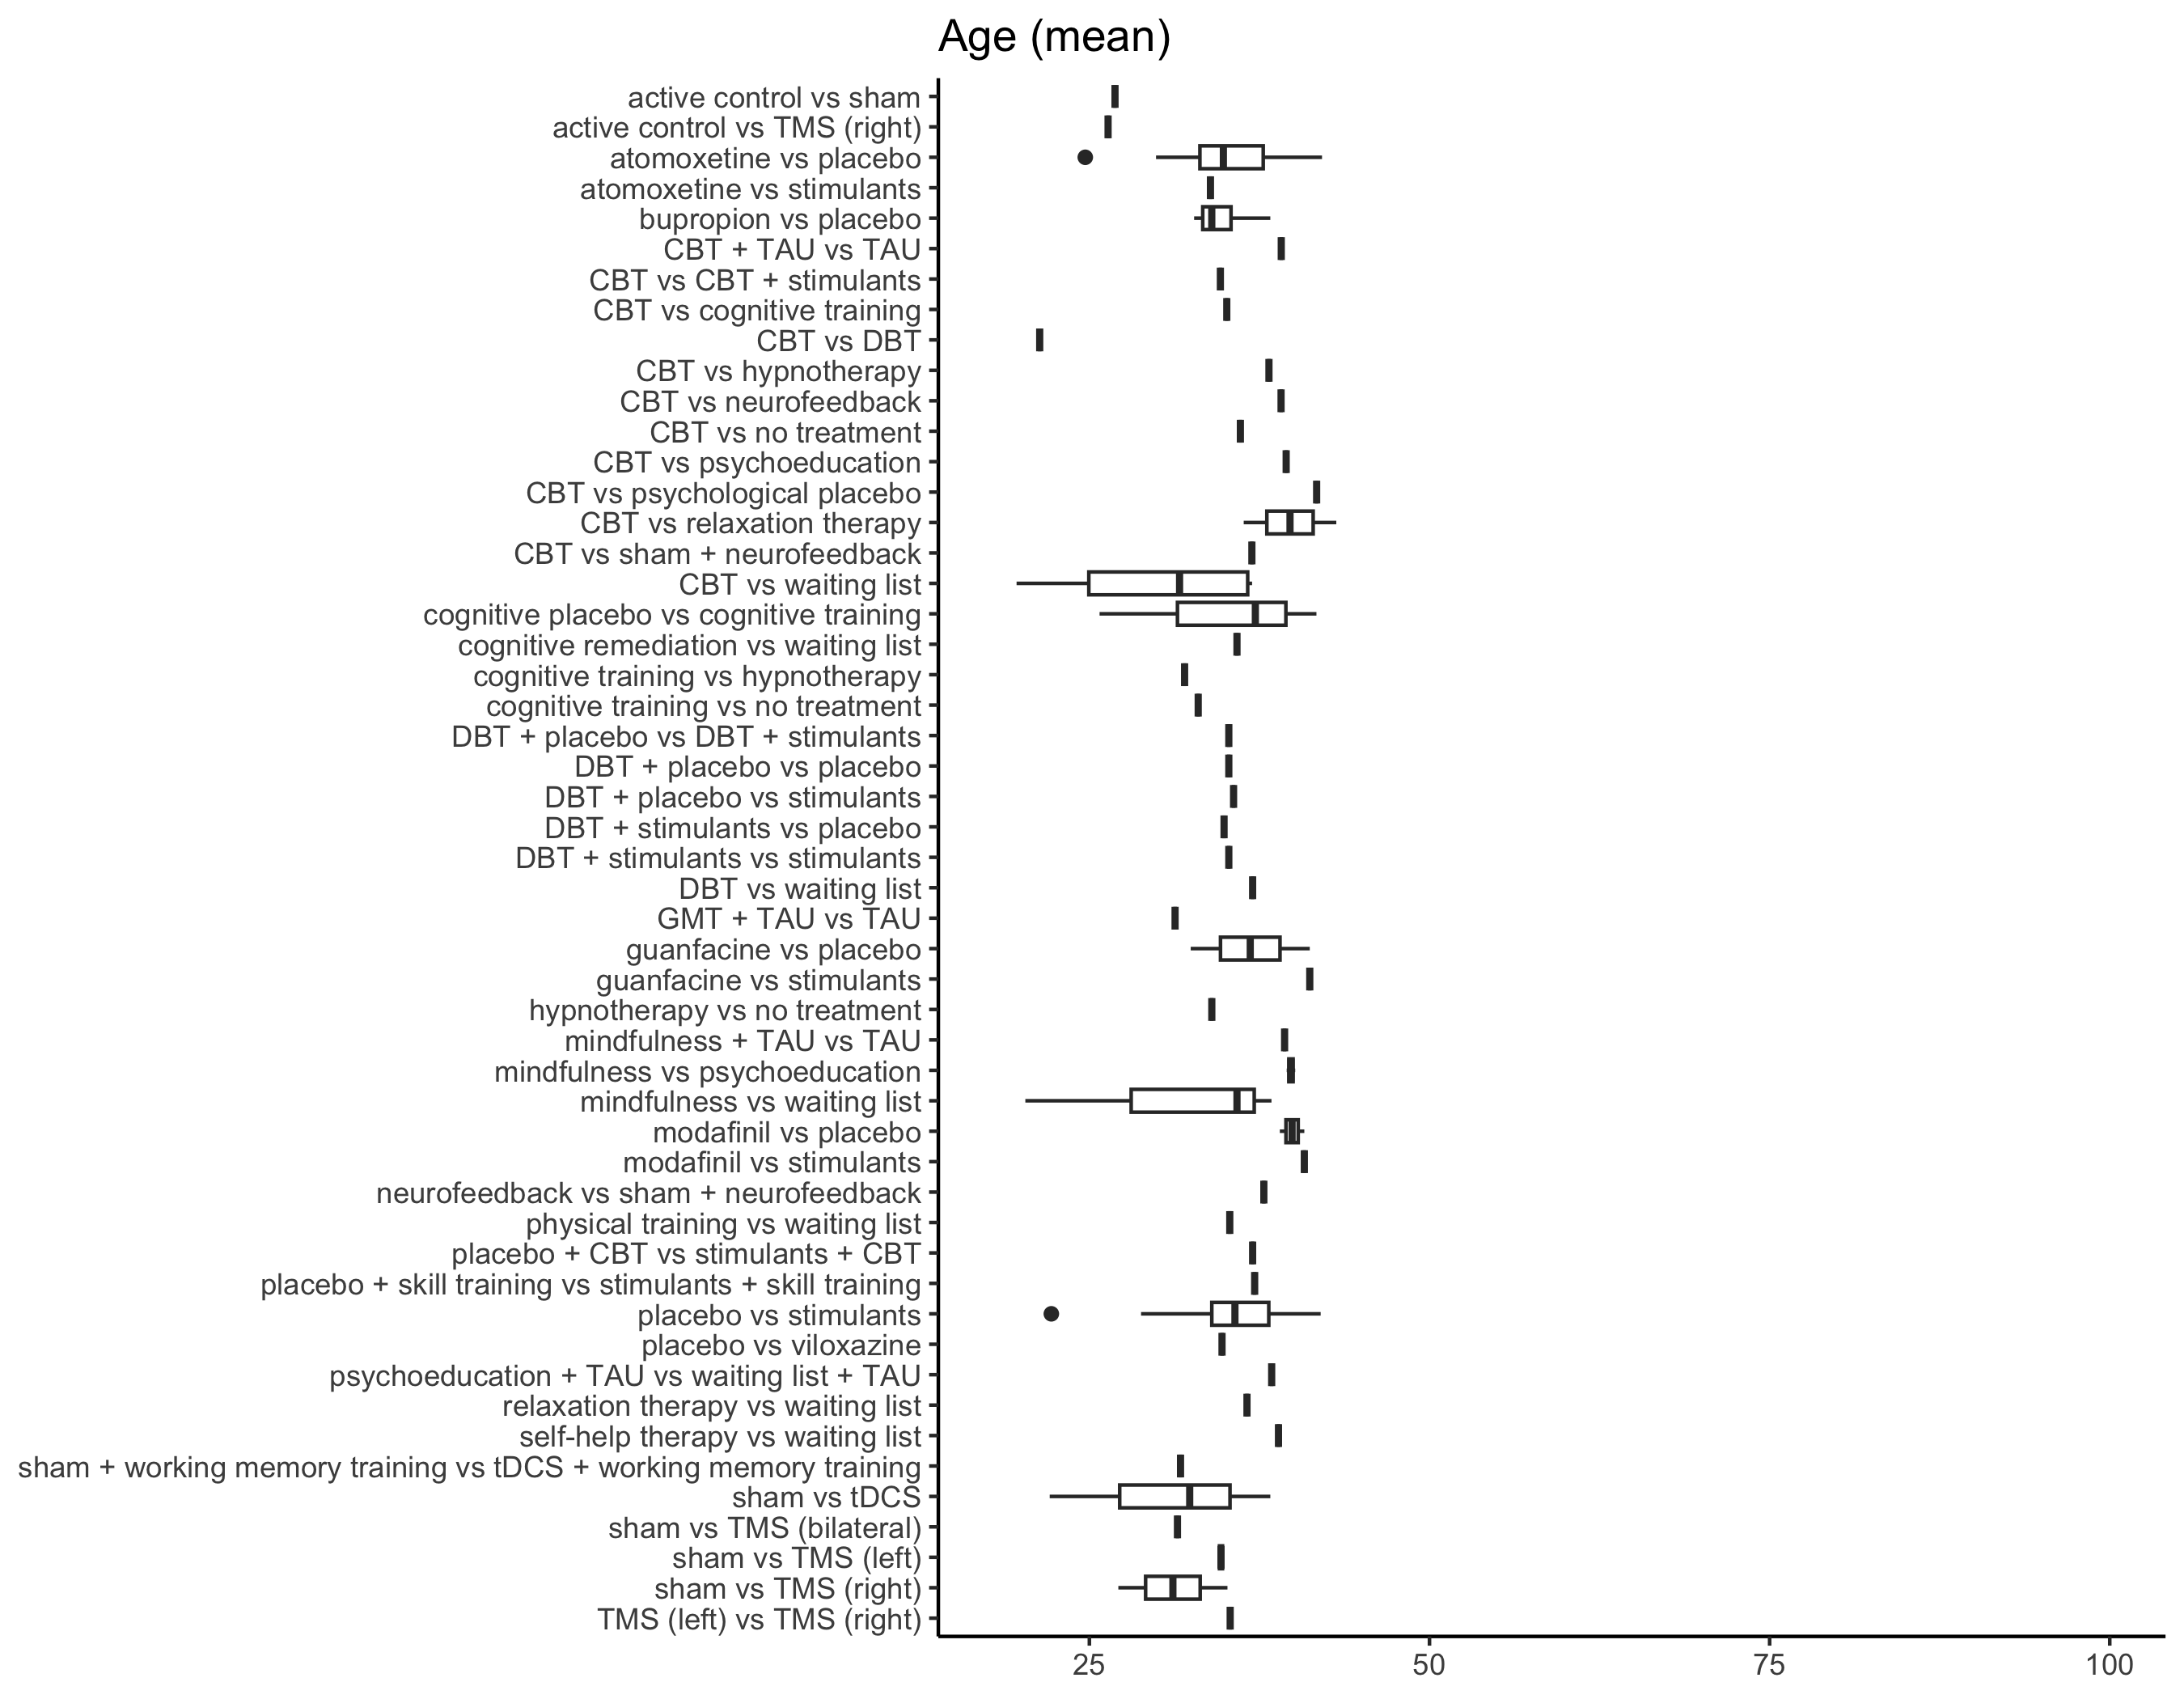 Age (mean)
active control vs sham
active control vs TMS (right)
atomoxetine vs placebo
atomoxetine vs stimulants
bupropion vs placebo
CBT + TAU vs TAU
CBT vs CBT + stimulants
CBT vs cognitive training
CBT vs DBT
CBT vs hypnotherapy
CBT vs neurofeedback
CBT vs no treatment
CBT vs psychoeducation
CBT vs psychological placebo
CBT vs relaxation therapy
CBT vs sham + neurofeedback
CBT vs waiting list
cognitive placebo vs cognitive training
cognitive remediation vs waiting list
cognitive training vs hypnotherapy
cognitive training vs no treatment
DBT + placebo vs DBT + stimulants
DBT + placebo vs placebo
DBT + placebo vs stimulants
DBT + stimulants vs placebo
DBT + stimulants vs stimulants
DBT vs waiting list
GMT + TAU vs TAU
guanfacine vs placebo
guanfacine vs stimulants
hypnotherapy vs no treatment
mindfulness + TAU vs TAU
mindfulness vs psychoeducation
mindfulness vs waiting list
modafinil vs placebo
modafinil vs stimulants
neurofeedback vs sham + neurofeedback
physical training vs waiting list
placebo + CBT vs stimulants + CBT
placebo + skill training vs stimulants + skill training
placebo vs stimulants
placebo vs viloxazine
psychoeducation + TAU vs waiting list + TAU
relaxation therapy vs waiting list
self-help therapy vs waiting list
sham + working memory training vs tDCS + working memory training
sham vs tDCS
sham vs TMS (bilateral)
sham vs TMS (left)
sham vs TMS (right)
TMS (left) vs TMS (right)
25 50 75 100